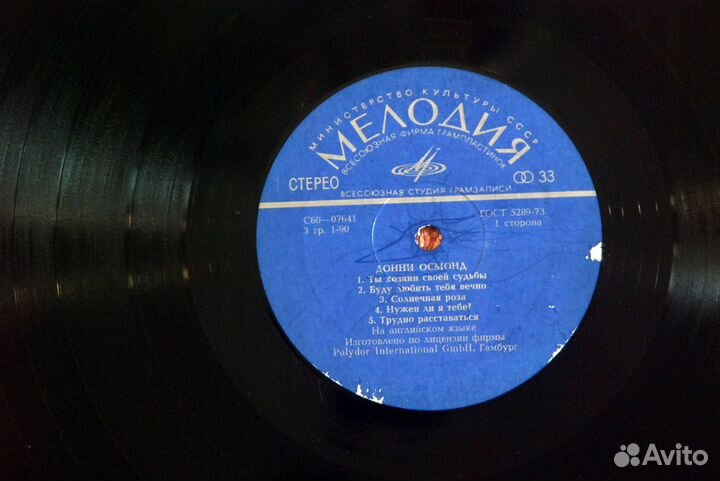 МИНИСТЕРСТВО КУЛЬТУРЫ СССР
МЕЛОДИЯ
ВСЕСОЮЗНАЯ ФИРМА ГРАМПЛАСТИНОК
СТЕРЕО
33
ВСЕСОЮЗНАЯ СТУДИЯ ГРАМЗАПИСИ
С60—07641
ГОСТ 5289-73
3 гр. 1-90
1 сторона
ДОННИ ОСМОНД
1. Ты хозяин своей судьбы
2. Буду любить тебя вечно
3. Солнечная роза
4. Нужен ли я тебе?
5. Трудно расставаться
На английском языке
Изготовлено по лицензии фирмы
Polydor International GmbH, Гамбург
Avito